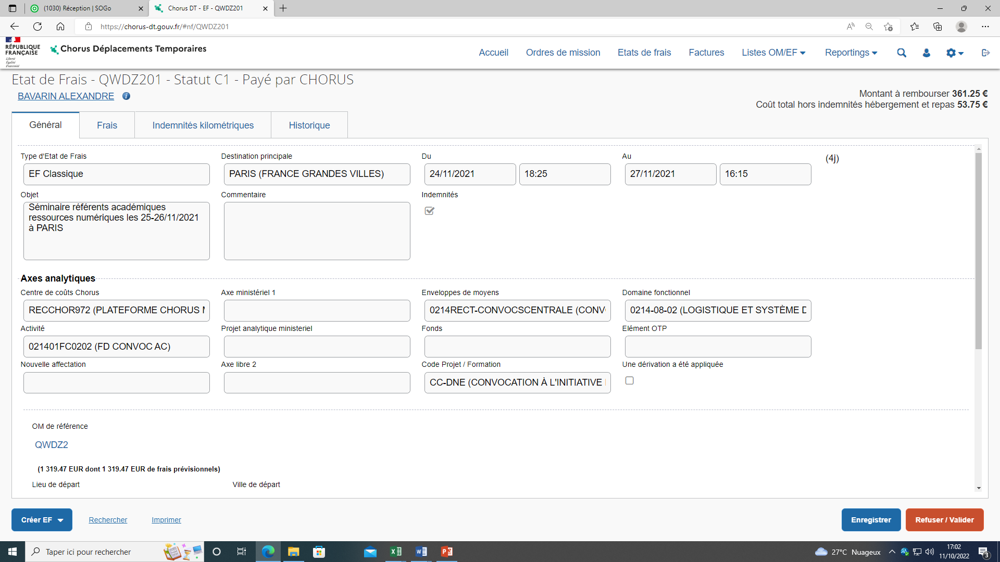 (1030) Réception | SOGo
Chorus DT - EF - QWDZ201
https://chorus-dt.gouv.fr/#nf/QWDZ201
RÉPUBLIQUE
FRANÇAISE
Liberté
Égalité
Fraternité
Chorus Déplacements Temporaires
Accueil
Ordres de mission
Etats de frais
Factures
Listes OM/EF
Reportings
Etat de Frais - QWDZ201 - Statut C1 - Payé par CHORUS
BAVARIN ALEXANDRE
Montant à rembourser 361.25 €
Coût total hors indemnités hébergement et repas 53.75 €
Général
Frais
Indemnités kilométriques
Historique
Type d'Etat de Frais
Destination principale
Du
Au
(4j)
EF Classique
PARIS (FRANCE GRANDES VILLES)
24/11/2021
18:25
27/11/2021
16:15
Objet
Commentaire
Indemnités
Séminaire référents académiques
ressources numériques les 25-26/11/2021
à PARIS
Axes analytiques
Centre de coûts Chorus
Axe ministériel 1
Enveloppes de moyens
Domaine fonctionnel
RECCHOR972 (PLATEFORME CHORUS
0214RECT-CONVOCSCENTRALE (CONV
0214-08-02 (LOGISTIQUE ET SYSTÈME D
Activité
Projet analytique ministeriel
Fonds
Elément OTP
021401FC0202 (FD CONVOC AC)
Nouvelle affectation
Axe libre 2
Code Projet / Formation
Une dérivation a été appliquée
CC-DNE (CONVOCATION À L'INITIATIVE
OM de référence
QWDZ2
(1 319.47 EUR dont 1 319.47 EUR de frais prévisionnels)
Lieu de départ
Ville de départ
Créer EF
Rechercher
Imprimer
Enregistrer
Refuser / Valider
Taper ici pour rechercher
27°C Nuageux
17:02
11/10/2022
3